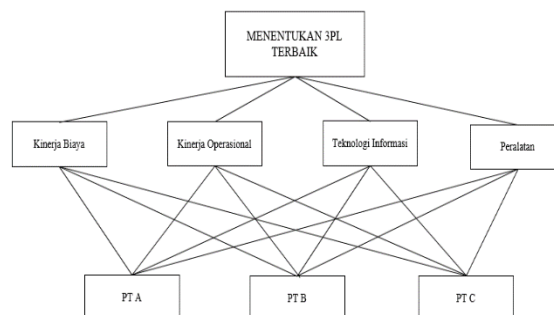 MENENTUKAN 3PL
TERBAIK
Kinerja Biaya
Kinerja Operasional
Teknologi Informasi
Peralatan
PT A
PT B
PT C